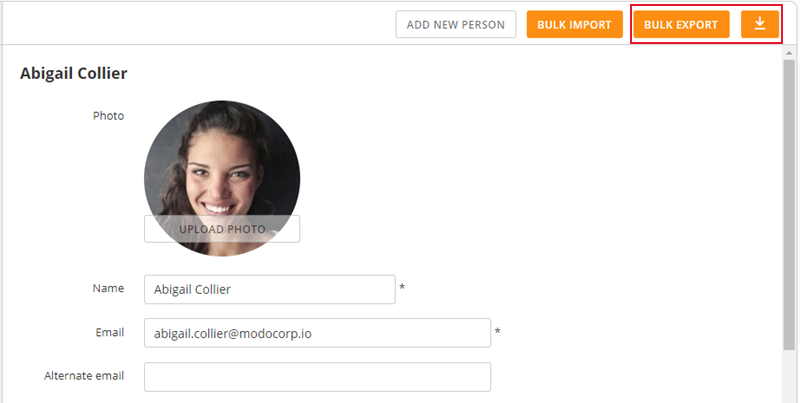 ADD NEW PERSON BULK IMPORT BULK EXPORT
Abigail Collier
Photo
UPLOAD PHOTO
Name Abigail Collier *
Email abigail.collier@modocorp.io *
Alternate email